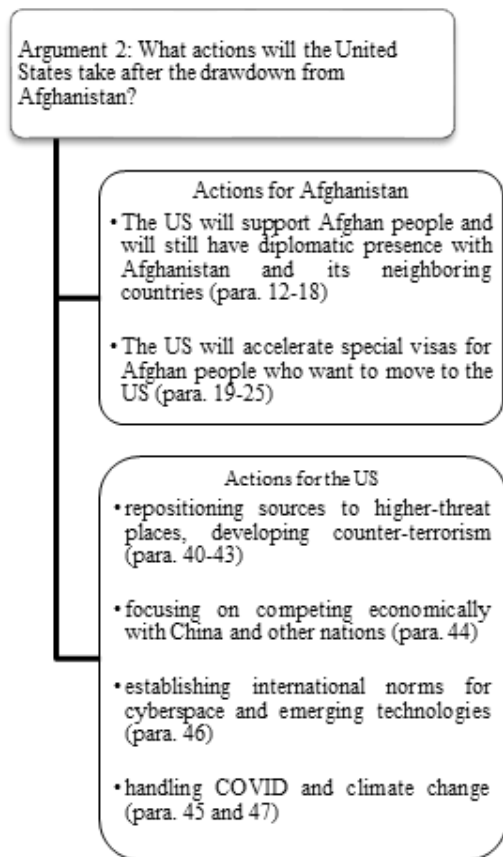 Argument 2: What actions will the United
States take after the drawdown from
Afghanistan?
Actions for Afghanistan
• The US will support Afghan people and
will still have diplomatic presence with
Afghanistan and its neighboring
countries (para. 12-18)
• The US will accelerate special visas for
Afghan people who want to move to the
US (para. 19-25)
Actions for the US
• repositioning sources to higher-threat
places, developing counter-terrorism
(para. 40-43)
• focusing on competing economically
with China and other nations (para. 44)
• establishing international norms for
cyberspace and emerging technologies
(para. 46)
• handling COVID and climate change
(para. 45 and 47)